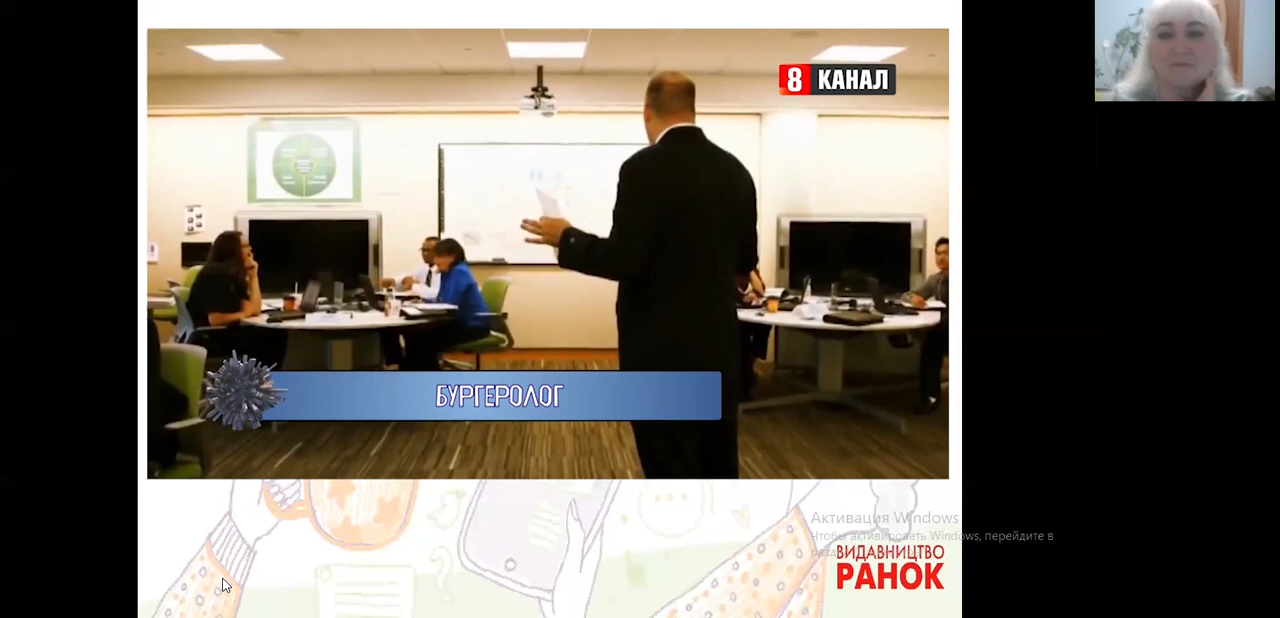 8 КАНАЛ
БУРГЕРОЛОГ
Активация Windows
Чтобы активировать Windows, перейдите в
ВИДАВНИЦТВО
РАНОК